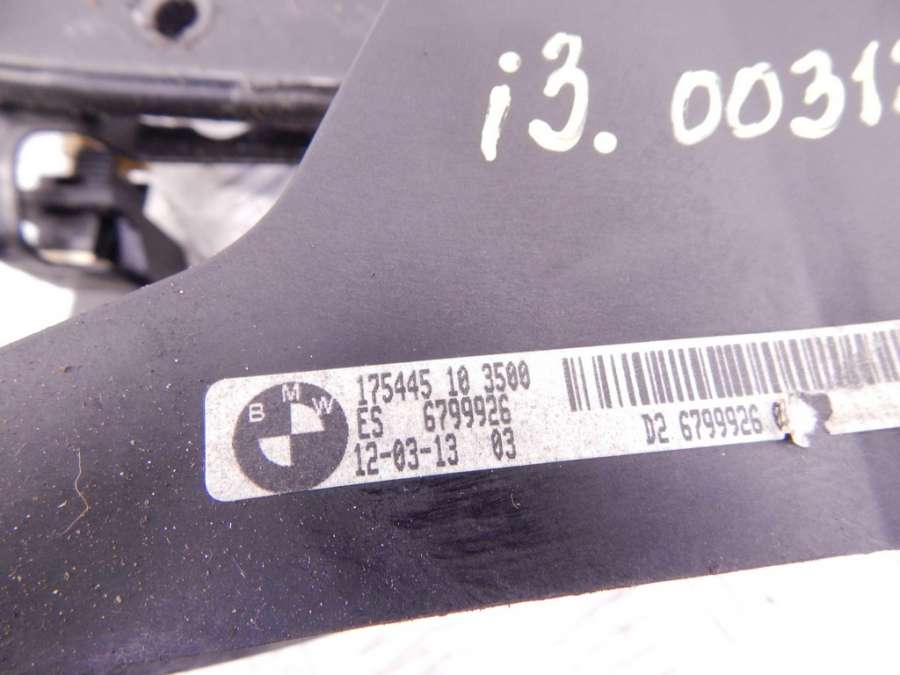 i3. 0031
BMW
175445 10 3500
ES 6799926
12-03-13 03
D2 6799926